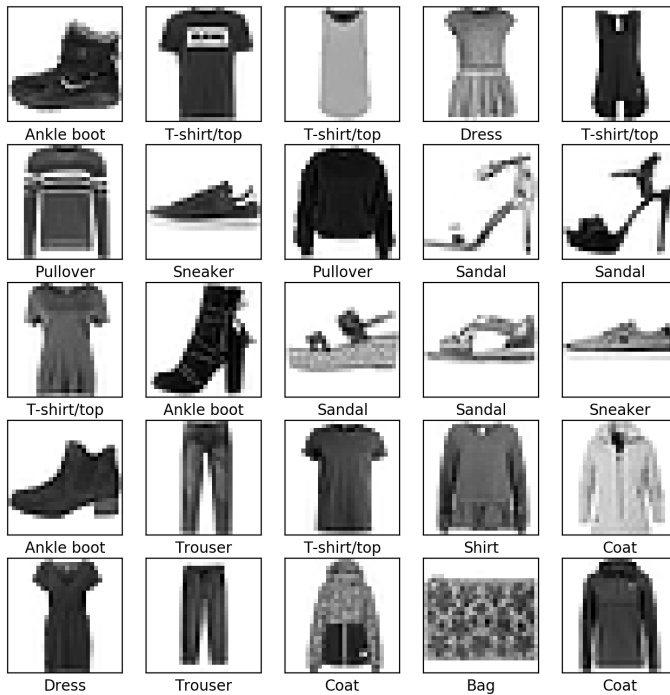 Ankle boot T-shirt/top T-shirt/top Dress T-shirt/top
Pullover Sneaker Pullover Sandal Sandal
T-shirt/top Ankle boot Sandal Sandal Sneaker
Ankle boot Trouser T-shirt/top Shirt Coat
Dress Trouser Coat Bag Coat